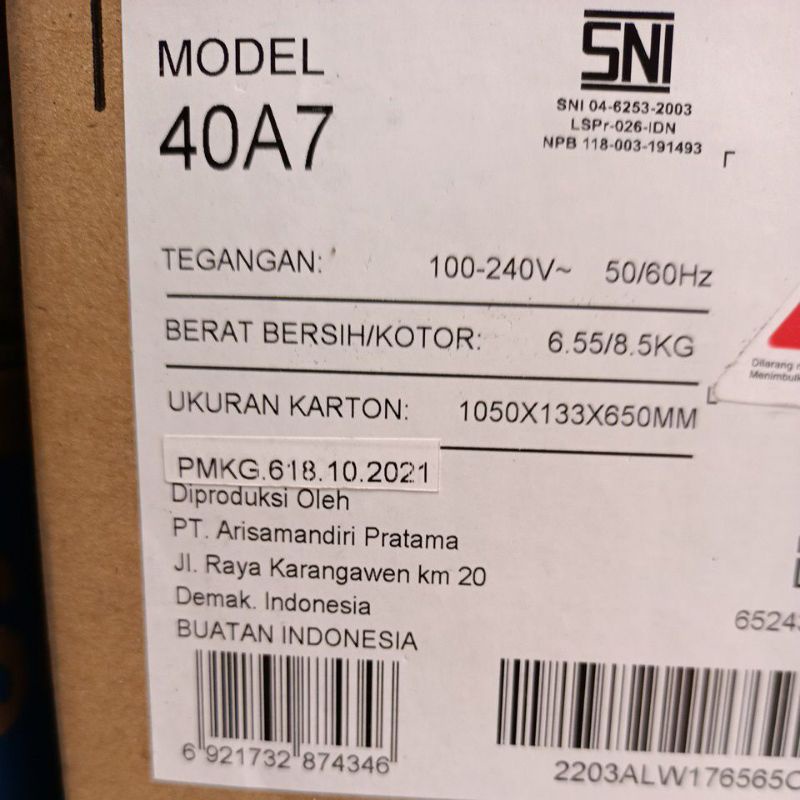 MODEL
40A7
SNI
SNI 04-6253-2003
LSPr-026-IDN
NPB 118-003-191493
TEGANGAN: 100-240V~ 50/60Hz
BERAT BERSIH/KOTOR: 6.55/8.5KG
Dilarang
UKURAN KARTON: 1050X133X650MM
PMKG.618.10.2021
Diproduksi Oleh
PT. Arisamandiri Pratama
Jl. Raya Karangawen km 20
Demak. Indonesia
BUATAN INDONESIA
6 921732 874346
2203ALW176565